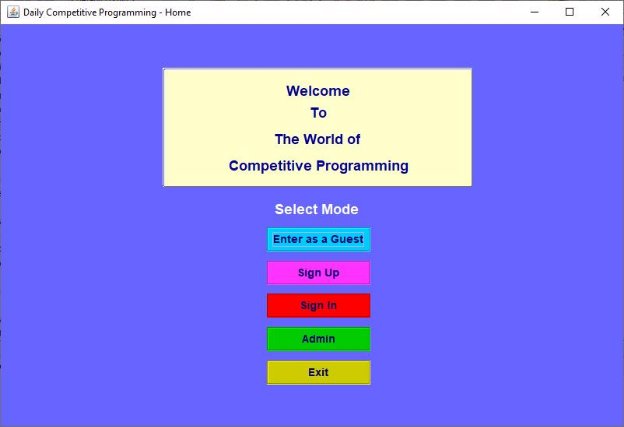 Daily Competitive Programming - Home
Welcome
To
The World of
Competitive Programming
Select Mode
Enter as a Guest
Sign Up
Sign In
Admin
Exit